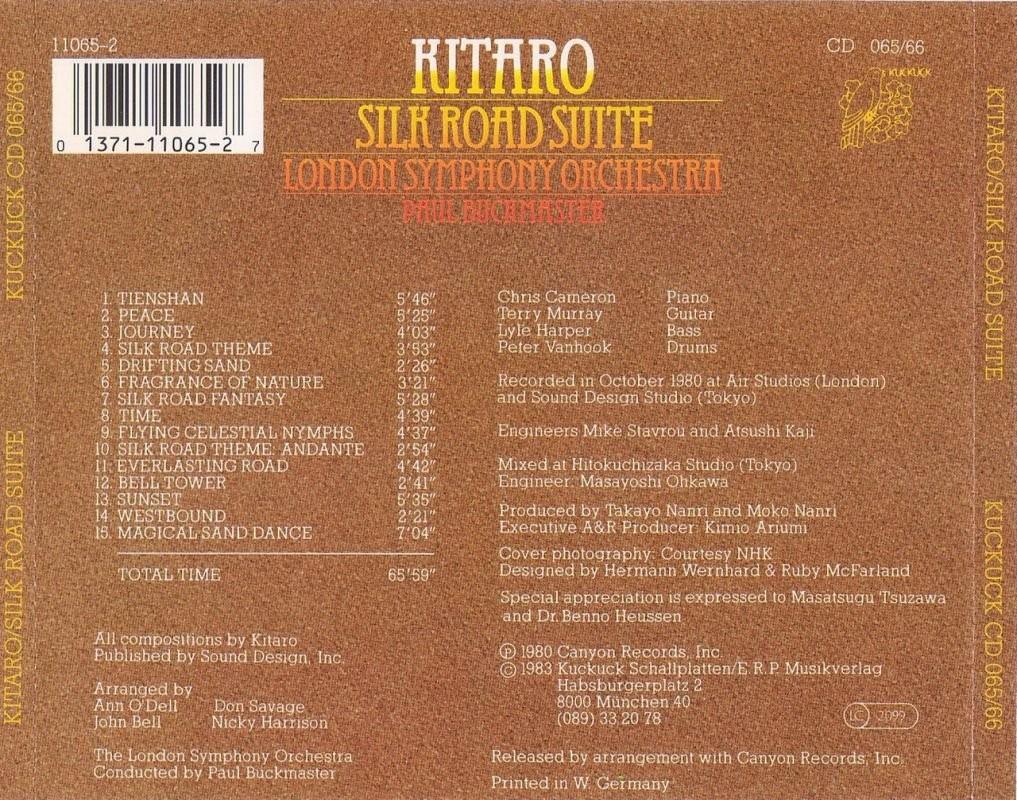 11065-2
0 1371-11065-2 7
KITARO
SILK ROAD SUITE
LONDON SYMPHONY ORCHESTRA
PAUL BUCKMASTER
CD 065/66
KUCKUCK
1. TIENSHAN 5'46"
2. PEACE 5'25"
3. JOURNEY 4'03"
4. SILK ROAD THEME 3'53"
5. DRIFTING SAND 2'26"
6. FRAGRANCE OF NATURE 3'21"
7. SILK ROAD FANTASY 5'28"
8. TIME 4'39"
9. FLYING CELESTIAL NYMPHS 4'37"
10. SILK ROAD THEME: ANDANTE 2'54"
11. EVERLASTING ROAD 4'42"
12. BELL TOWER 2'41"
13. SUNSET 5'35"
14. WESTBOUND 2'21"
15. MAGICAL SAND DANCE 7'04"
TOTAL TIME 65'59"
All compositions by Kitaro
Published by Sound Design, Inc.
Arranged by
Ann O'Dell Don Savage
John Bell Nicky Harrison
The London Symphony Orchestra
Conducted by Paul Buckmaster
Chris Cameron Piano
Terry Murray Guitar
Lyle Harper Bass
Peter Vanhook Drums
Recorded in October 1980 at Air Studios (London)
and Sound Design Studio (Tokyo)
Engineers Mike Stavrou and Atsushi Kaji
Mixed at Hitokuchizaka Studio (Tokyo)
Engineer: Masayoshi Ohkawa
Produced by Takayo Nanri and Moko Nanri
Executive A&R Producer: Kimio Ariumi
Cover photography: Courtesy NHK
Designed by Hermann Wernhard & Ruby McFarland
Special appreciation is expressed to Masatsugu Tsuzawa
and Dr. Benno Heussen
℗ 1980 Canyon Records, Inc.
© 1983 Kuckuck Schallplatten/E.R.P. Musikverlag
Habsburgerplatz 2
8000 München 40
(089) 33 20 78
LC 2099
Released by arrangement with Canyon Records, Inc.
Printed in W. Germany
KITARO/SILK ROAD SUITE KUCKUCK CD 065/66
KITARO/SILK ROAD SUITE KUCKUCK CD 065/66